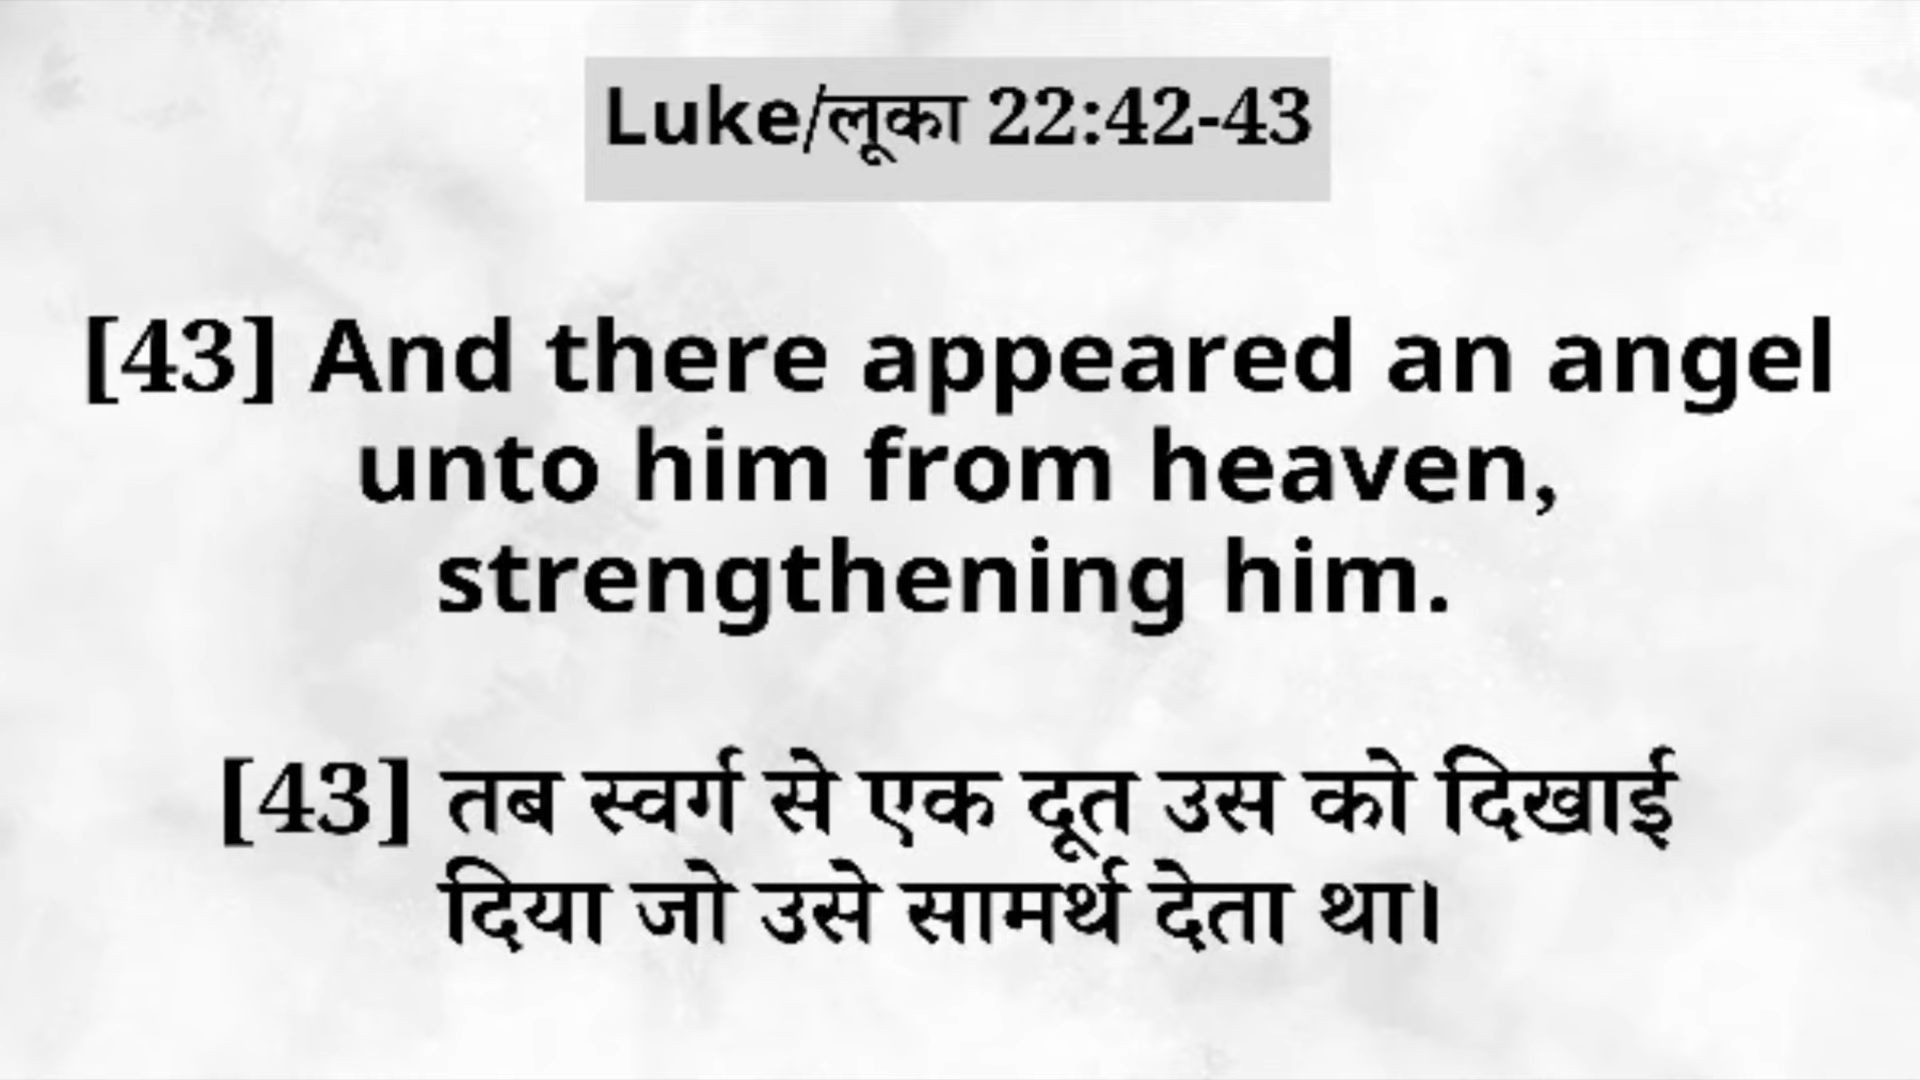 Luke/लूका 22:42-43
[43] And there appeared an angel
unto him from heaven,
strengthening him.
[43] तब स्वर्ग से एक दूत उस को दिखाई
दिया जो उसे सामर्थ देता था।